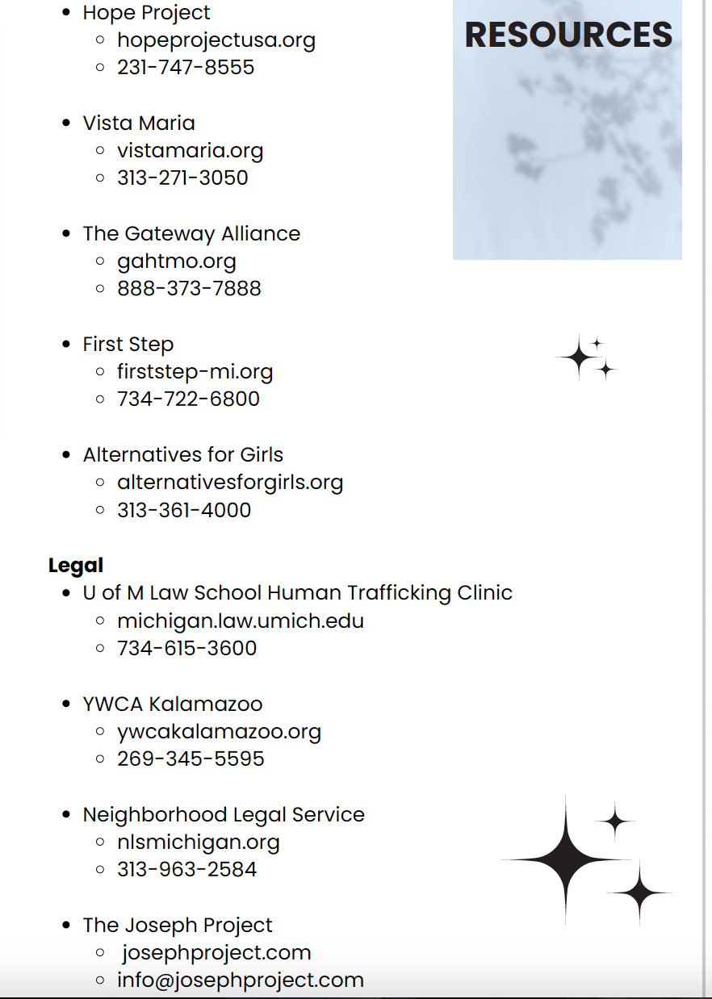 RESOURCES
Hope Project
hopeprojectusa.org
231-747-8555
Vista Maria
vistamaria.org
313-271-3050
The Gateway Alliance
gahtmo.org
888-373-7888
First Step
firststep-mi.org
734-722-6800
Alternatives for Girls
alternativesforgirls.org
313-361-4000
Legal
U of M Law School Human Trafficking Clinic
michigan.law.umich.edu
734-615-3600
YWCA Kalamazoo
ywcakalamazoo.org
269-345-5595
Neighborhood Legal Service
nlsmichigan.org
313-963-2584
The Joseph Project
josephproject.com
info@josephproject.com